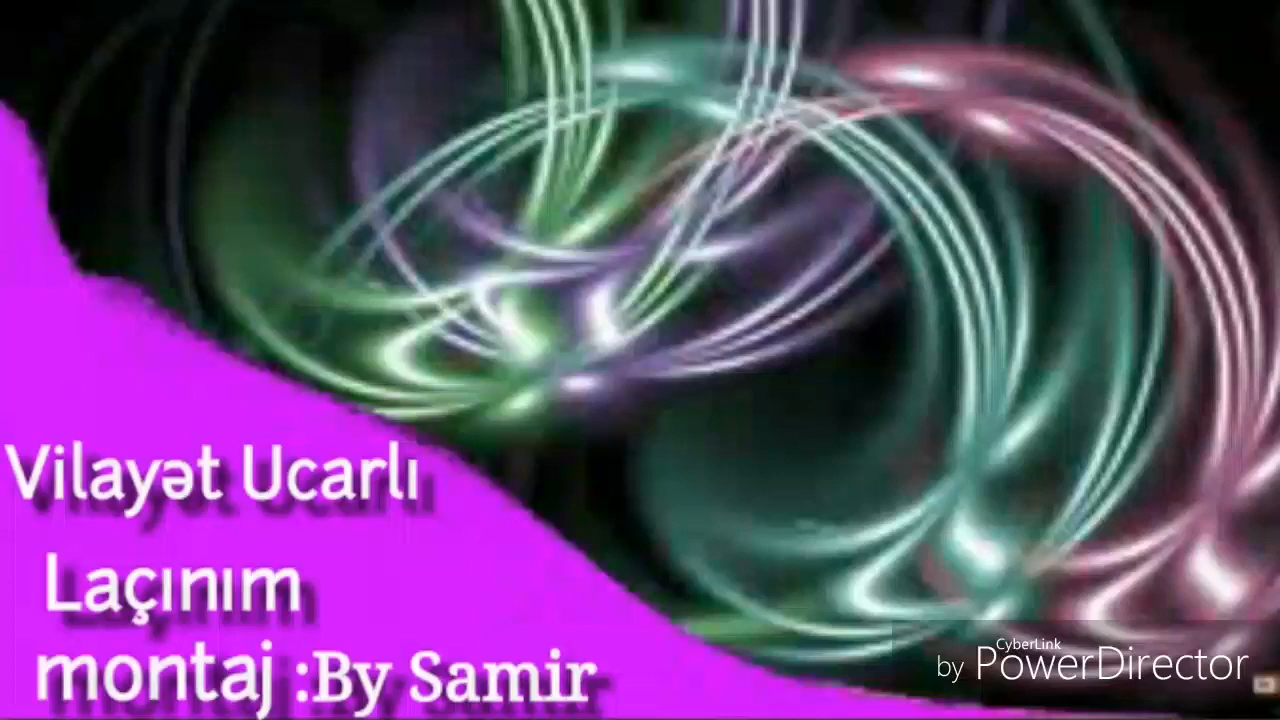 Vilayət Ucarlı
Laçınım
montaj :By Samir
CyberLink
by PowerDirector